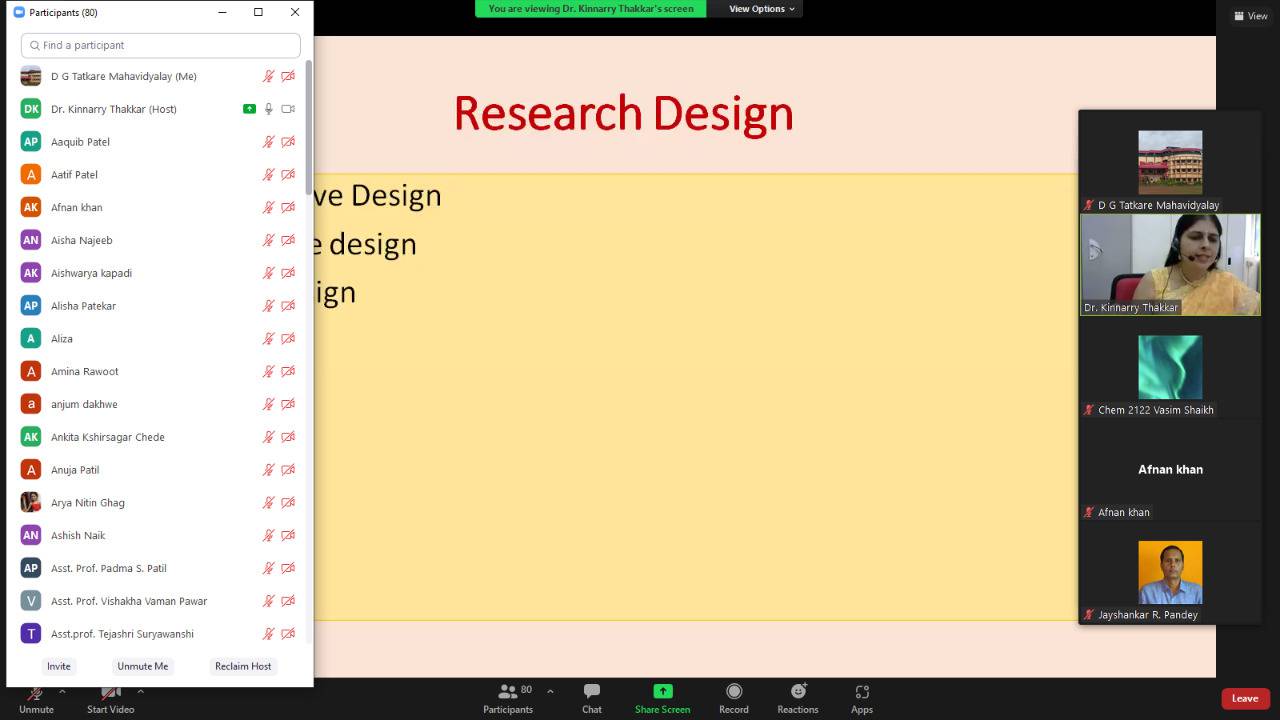 Participants (80)
Find a participant
D G Tatkare Mahavidyalay (Me)
DK Dr. Kinnarry Thakkar (Host)
AP Aaquib Patel
A Aatif Patel
AK Afnan khan
AN Aisha Najeeb
AK Aishwarya kapadi
AP Alisha Patekar
A Aliza
A Amina Rawoot
a anjum dakhwe
AK Ankita Kshirsagar Chede
A Anuja Patil
Arya Nitin Ghag
AN Ashish Naik
AP Asst. Prof. Padma S. Patil
V Asst. Prof. Vishakha Vaman Pawar
T Asst.prof. Tejashri Suryawanshi
Invite Unmute Me Reclaim Host
You are viewing Dr. Kinnarry Thakkar's screen View Options
View
Research Design
ve Design
e design
ign
D G Tatkare Mahavidyalay
Dr. Kinnarry Thakkar
Chem 2122 Vasim Shaikh
Afnan khan
Afnan khan
Jayshankar R. Pandey
Unmute Start Video Participants 80 Chat Share Screen Record Reactions Apps Leave